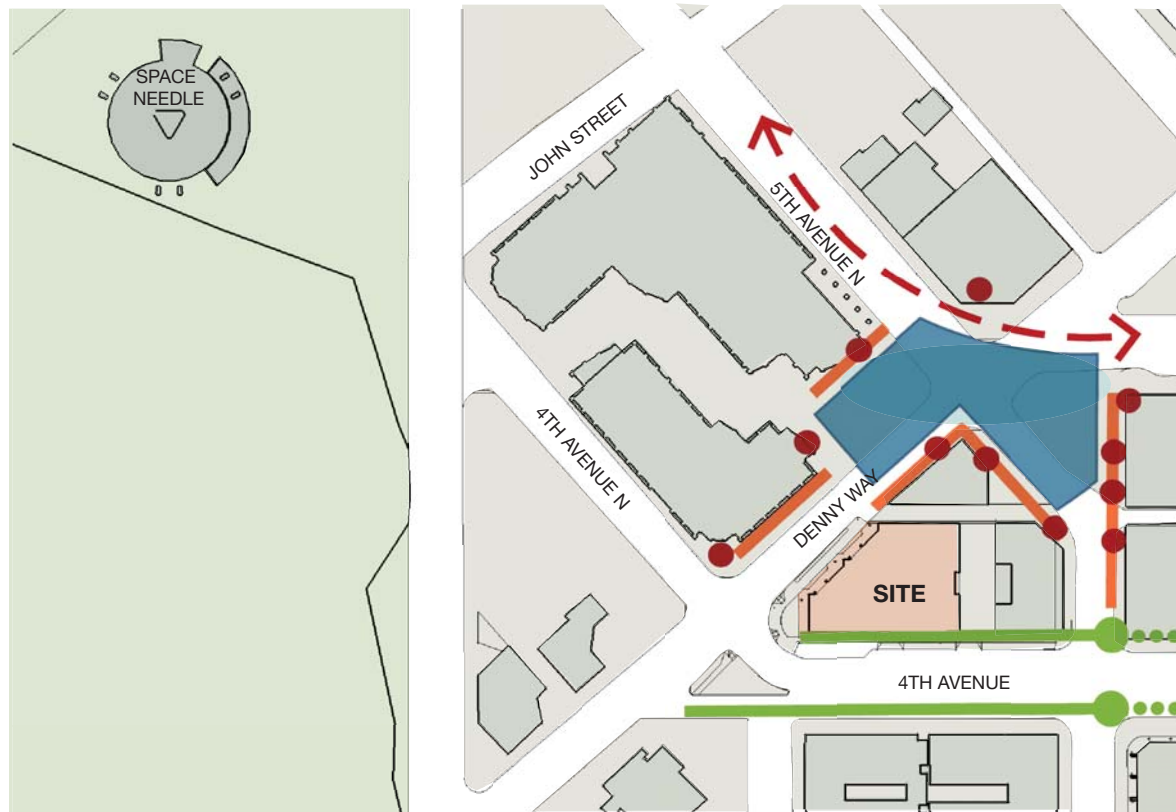 SPACE
NEEDLE
JOHN STREET
5TH AVENUE N
4TH AVENUE N
DENNY WAY
SITE
4TH AVENUE